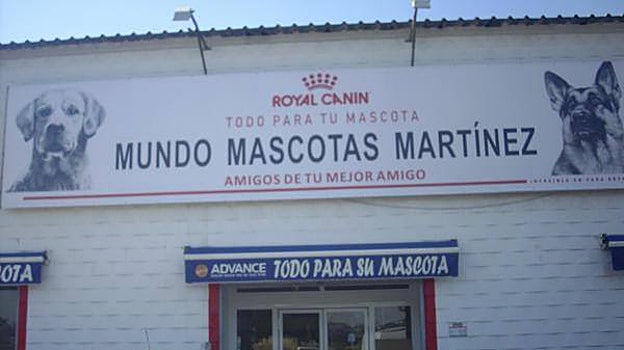 ROYAL CANIN
TODO PARA TU MASCOTA
MUNDO MASCOTAS MARTÍNEZ
AMIGOS DE TU MEJOR AMIGO
COTA
ADVANCE TODO PARA SU MASCOTA